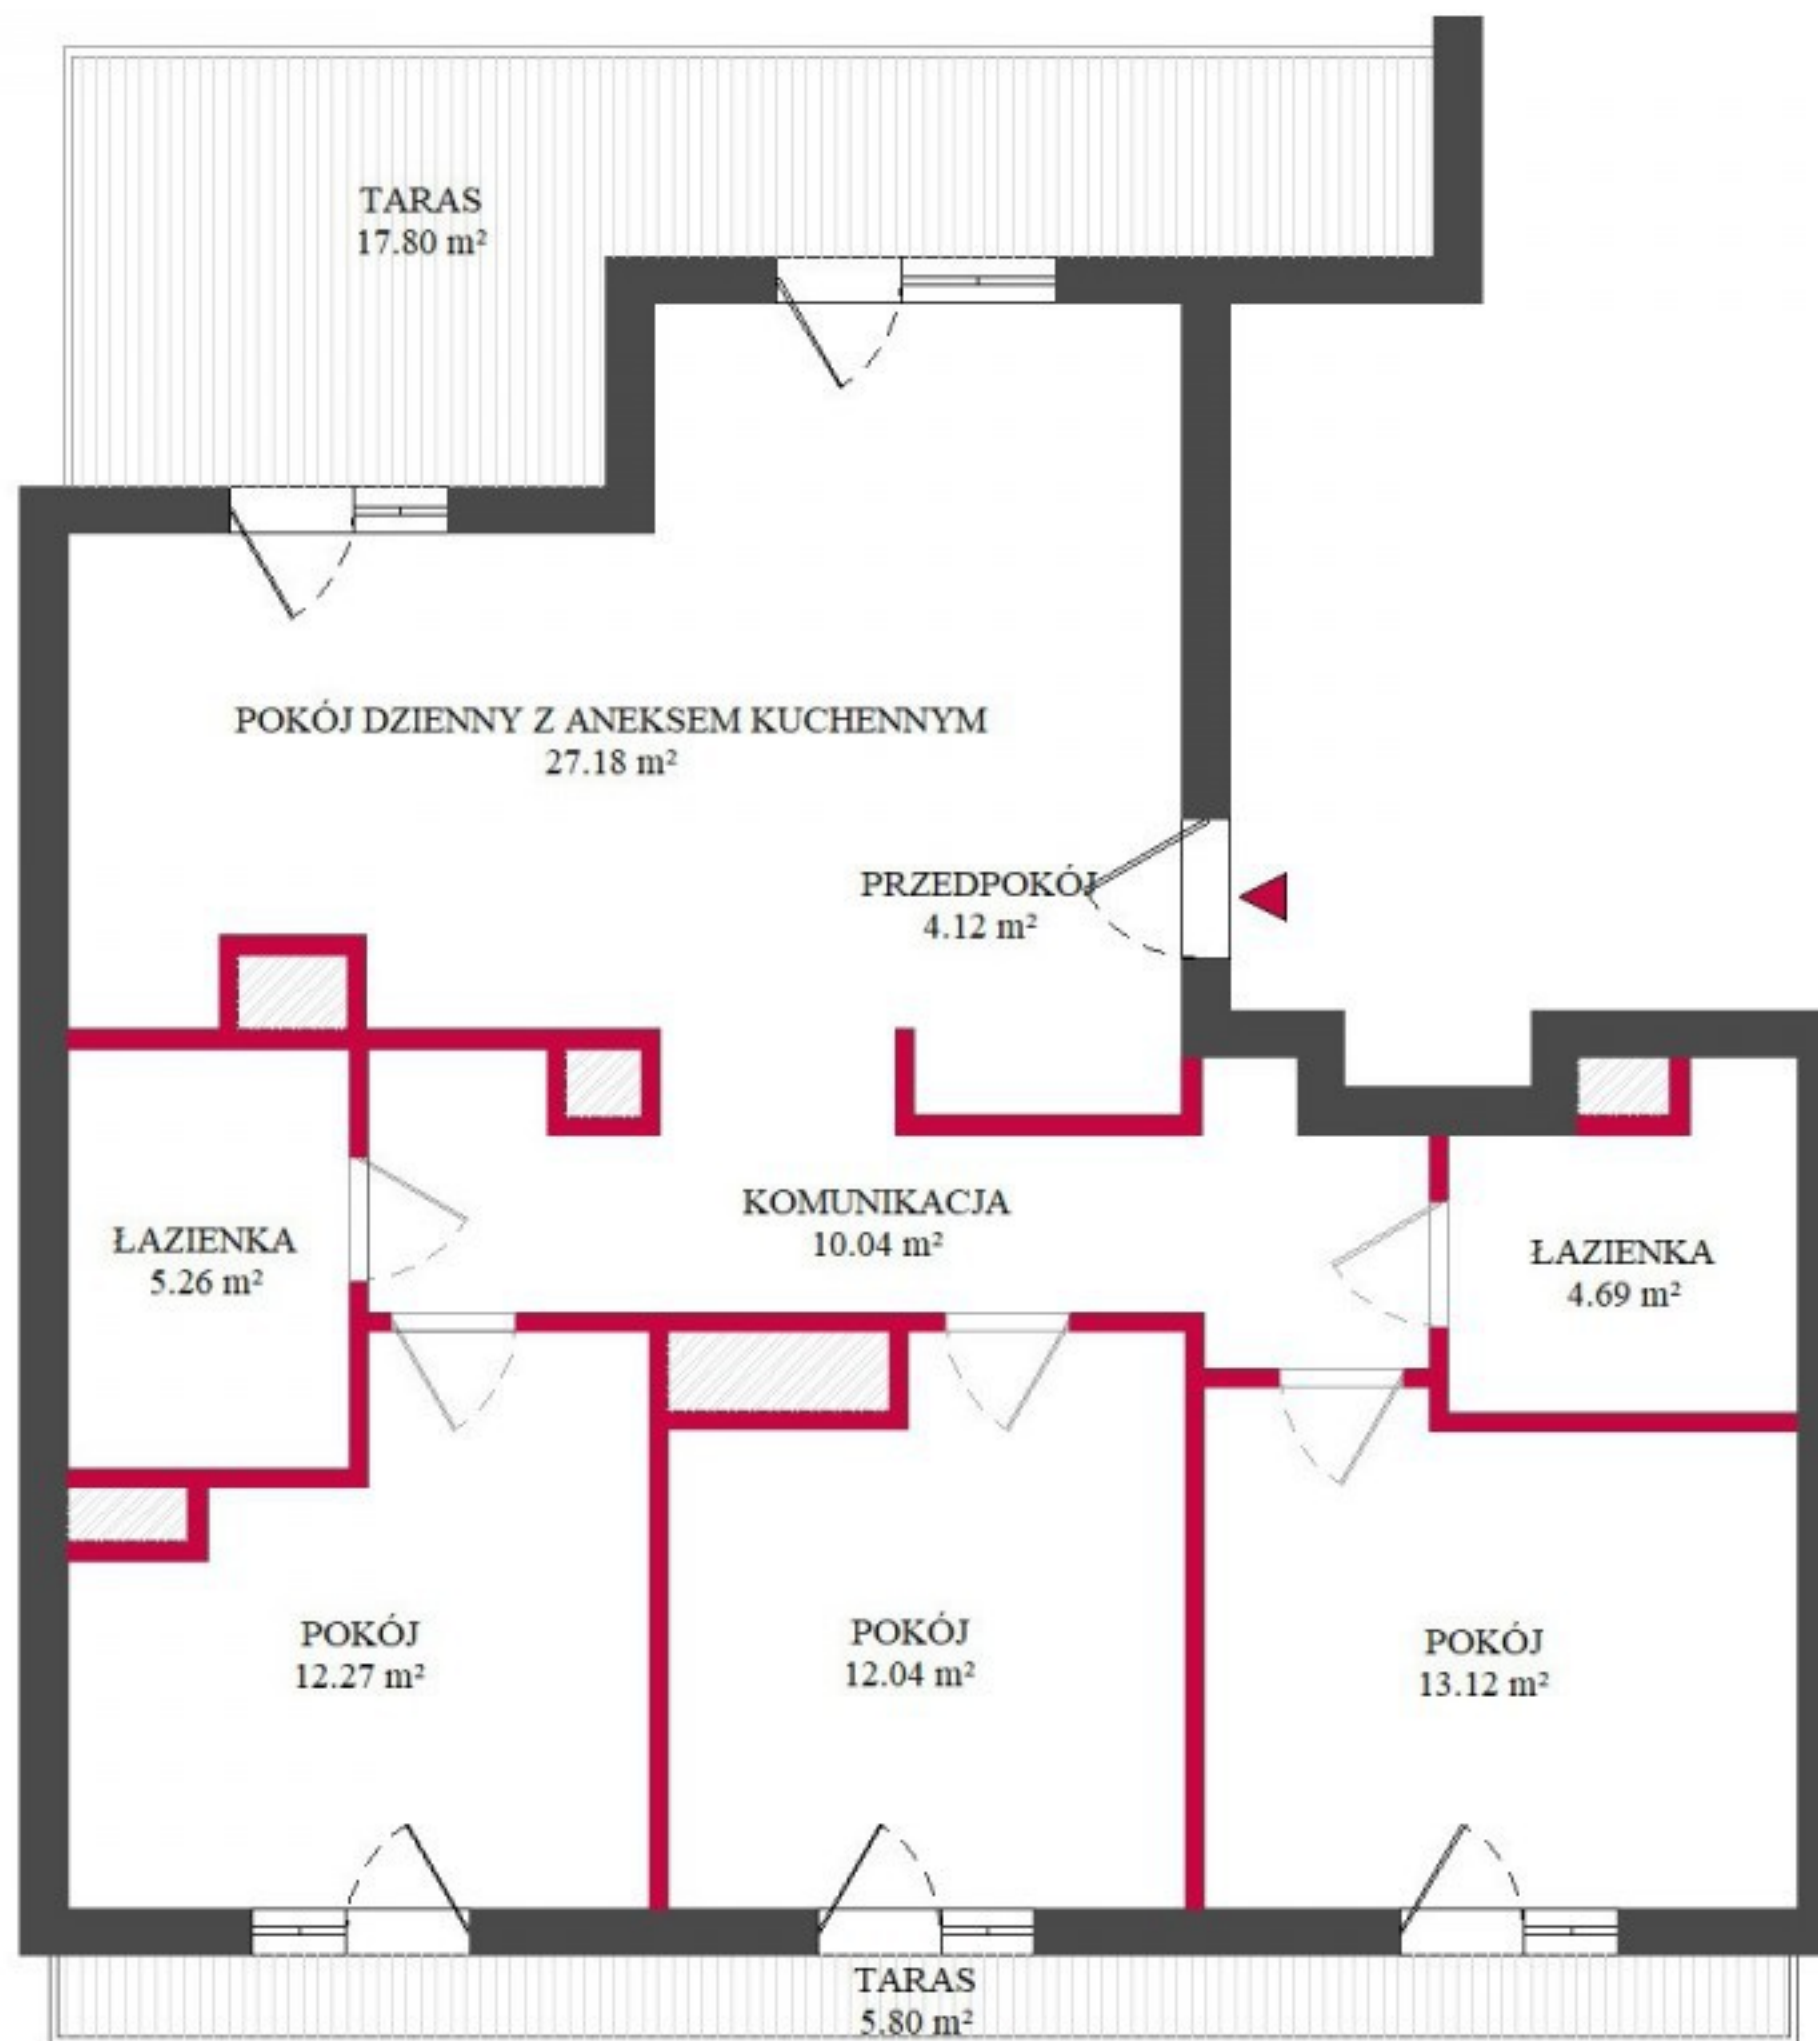 TARAS
17.80 m²
POKÓJ DZIENNY Z ANEKSEM KUCHENNYM
27.18 m²
PRZEDPOKÓJ
4.12 m²
KOMUNIKACJA
10.04 m²
ŁAZIENKA
5.26 m²
ŁAZIENKA
4.69 m²
POKÓJ
12.27 m²
POKÓJ
12.04 m²
POKÓJ
13.12 m²
TARAS
5.80 m²